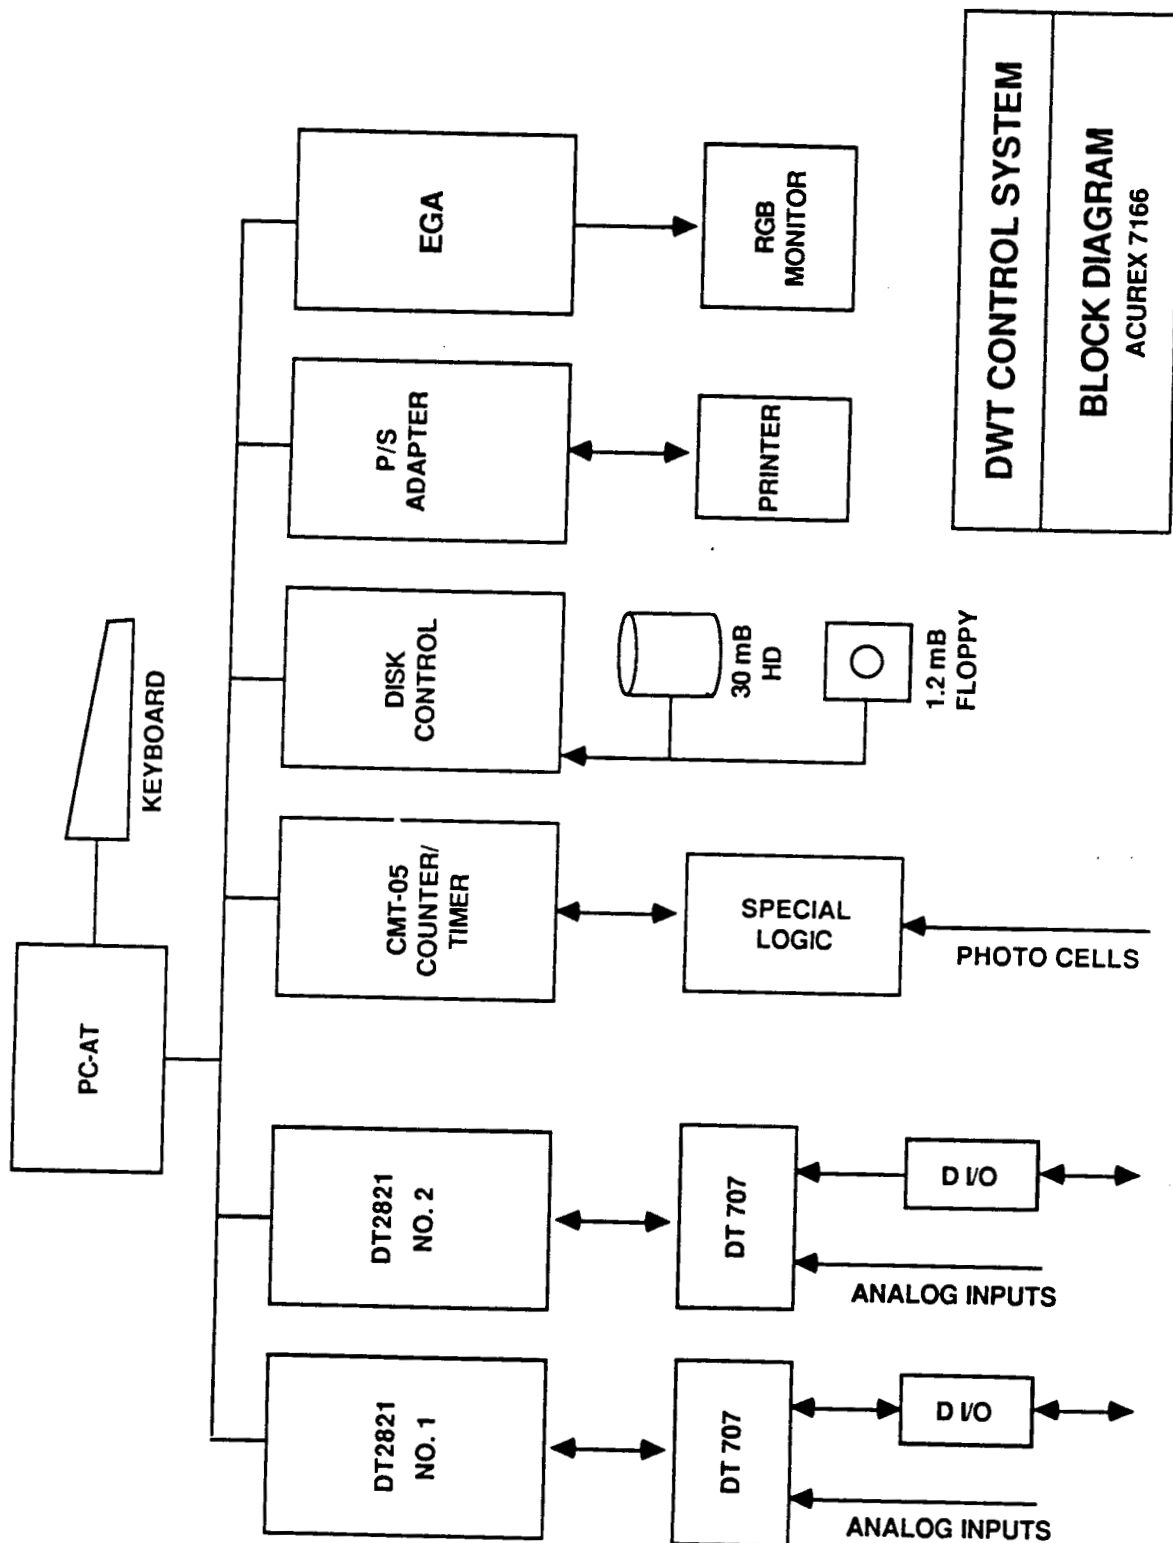 PC-AT
KEYBOARD
DT2821
NO. 1
DT2821
NO. 2
CMT-05
COUNTER/
TIMER
DISK
CONTROL
P/S
ADAPTER
EGA
DT 707
DT 707
SPECIAL
LOGIC
30 mB
HD
1.2 mB
FLOPPY
PRINTER
RGB
MONITOR
D I/O
D I/O
ANALOG INPUTS
ANALOG INPUTS
PHOTO CELLS
DWT CONTROL SYSTEM
BLOCK DIAGRAM
ACUREX 7166